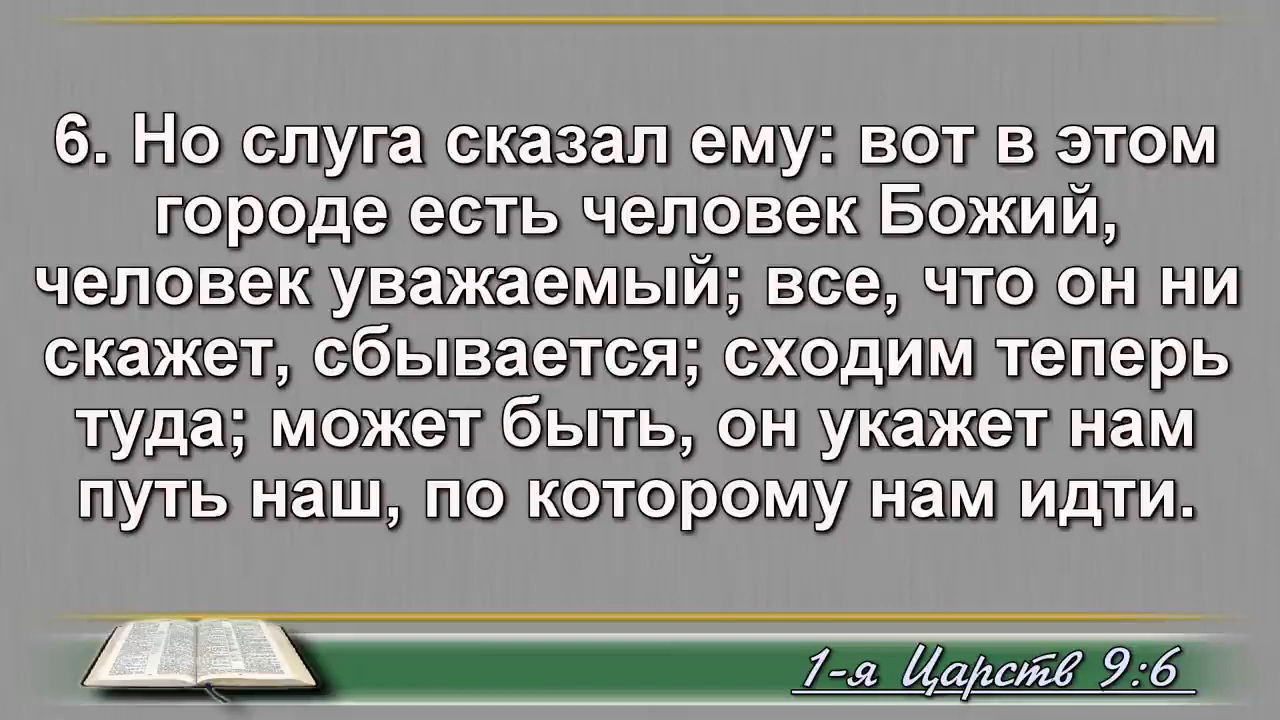 6. Но слуга сказал ему: вот в этом
городе есть человек Божий,
человек уважаемый; все, что он ни
скажет, сбывается; сходим теперь
туда; может быть, он укажет нам
путь наш, по которому нам идти.
1-я Царств 9:6